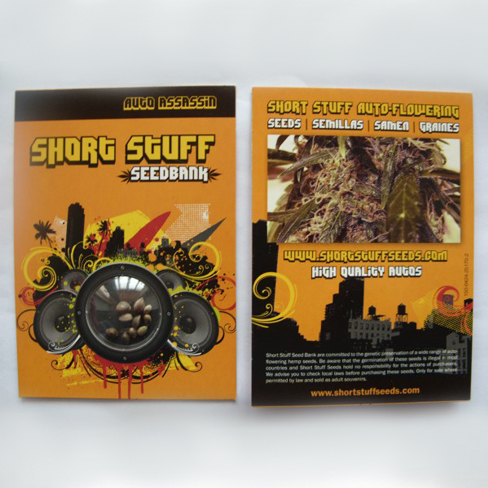 AUTO ASSASSIN
SHORT STUFF
SEEDBANK
SHORT STUFF AUTO-FLOWERING
SEEDS | SEMILLAS | SAMEN | GRAINES
WWW.SHORTSTUFFSEEDS.COM
HIGH QUALITY AUTOS
Short Stuff Seed Bank are committed to the genetic preservation of a wide range of auto-
flowering hemp seeds. Be aware that the germination of these seeds is illegal in most
countries and Short Stuff Seeds hold no responsibility for the actions of purchasers.
We advise you to check local laws before purchasing these seeds. Only for sale where
permitted by law and sold as adult souvenirs.
www.shortstuffseeds.com